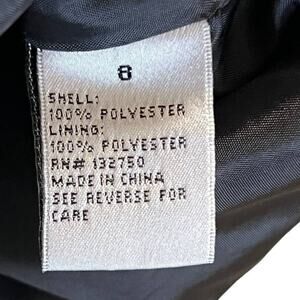 8
SHELL:
100% POLYESTER
LINING:
100% POLYESTER
RN# 132750
MADE IN CHINA
SEE REVERSE FOR
CARE